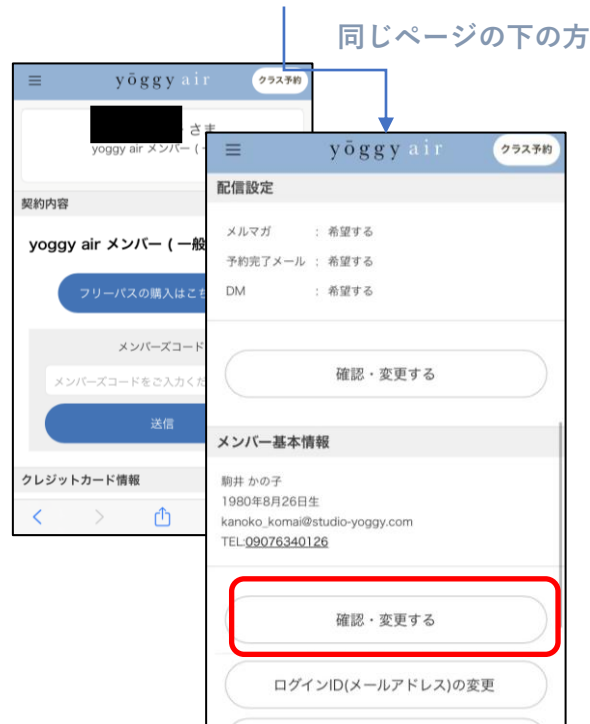 同じページの下の方
yōggy air
クラス予約
さま
yoggy air メンバー (
契約内容
yoggy air メンバー ( 一般
フリーパスの購入はこち
メンバーズコード
メンバーズコードをご入力くだ
送信
クレジットカード情報
yōggy air
クラス予約
配信設定
メルマガ : 希望する
予約完了メール : 希望する
DM : 希望する
確認・変更する
メンバー基本情報
駒井 かの子
1980年8月26日生
kanoko_komai@studio-yoggy.com
TEL:09076340126
確認・変更する
ログインID(メールアドレス)の変更